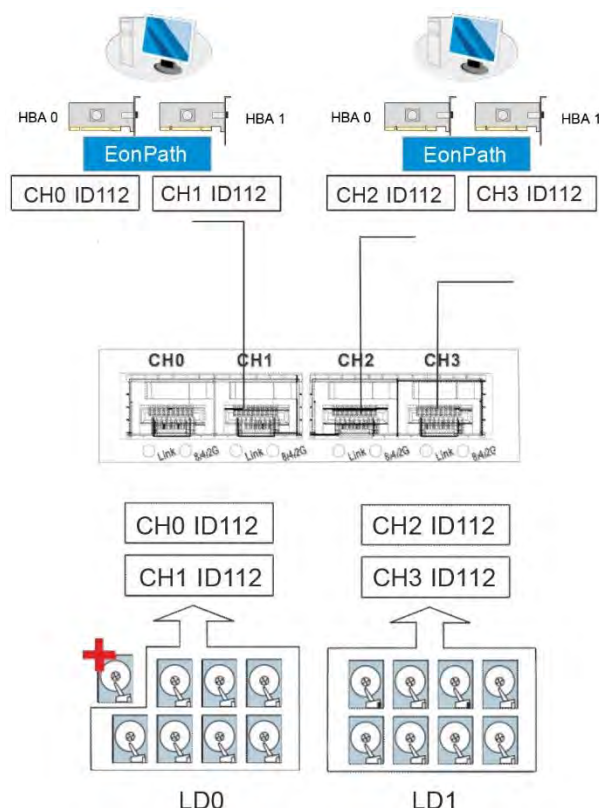 HBA 0 HBA 1 HBA 0 HBA 1
EonPath EonPath
CH0 ID112 CH1 ID112 CH2 ID112 CH3 ID112
CH0 CH1 CH2 CH3
Link 8/4/2G Link 8/4/2G Link 8/4/2G Link 8/4/2G
CH0 ID112 CH2 ID112
CH1 ID112 CH3 ID112
LD0 LD1